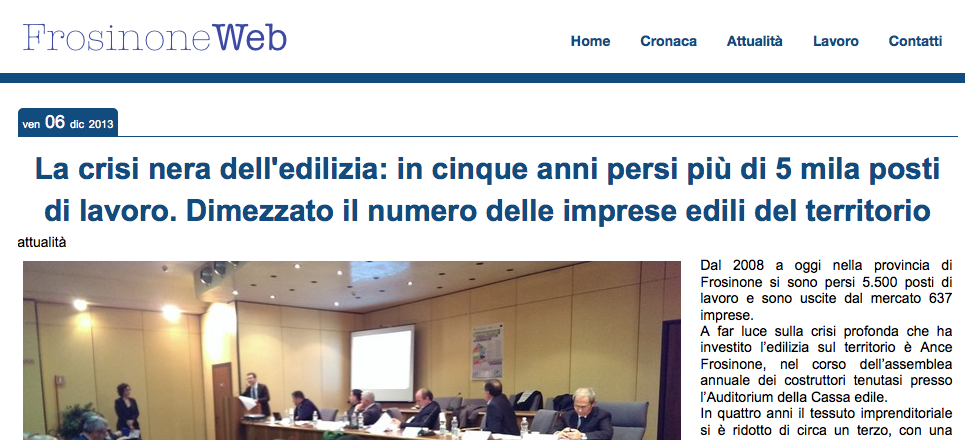 FrosinoneWeb
Home Cronaca Attualità Lavoro Contatti
ven 06 dic 2013
La crisi nera dell'edilizia: in cinque anni persi più di 5 mila posti
di lavoro. Dimezzato il numero delle imprese edili del territorio
attualità
Dal 2008 a oggi nella provincia di
Frosinone si sono persi 5.500 posti di
lavoro e sono uscite dal mercato 637
imprese.
A far luce sulla crisi profonda che ha
investito l’edilizia sul territorio è Ance
Frosinone, nel corso dell’assemblea
annuale dei costruttori tenutasi presso
l’Auditorium della Cassa edile.
In quattro anni il tessuto imprenditoriale
si è ridotto di circa un terzo, con una